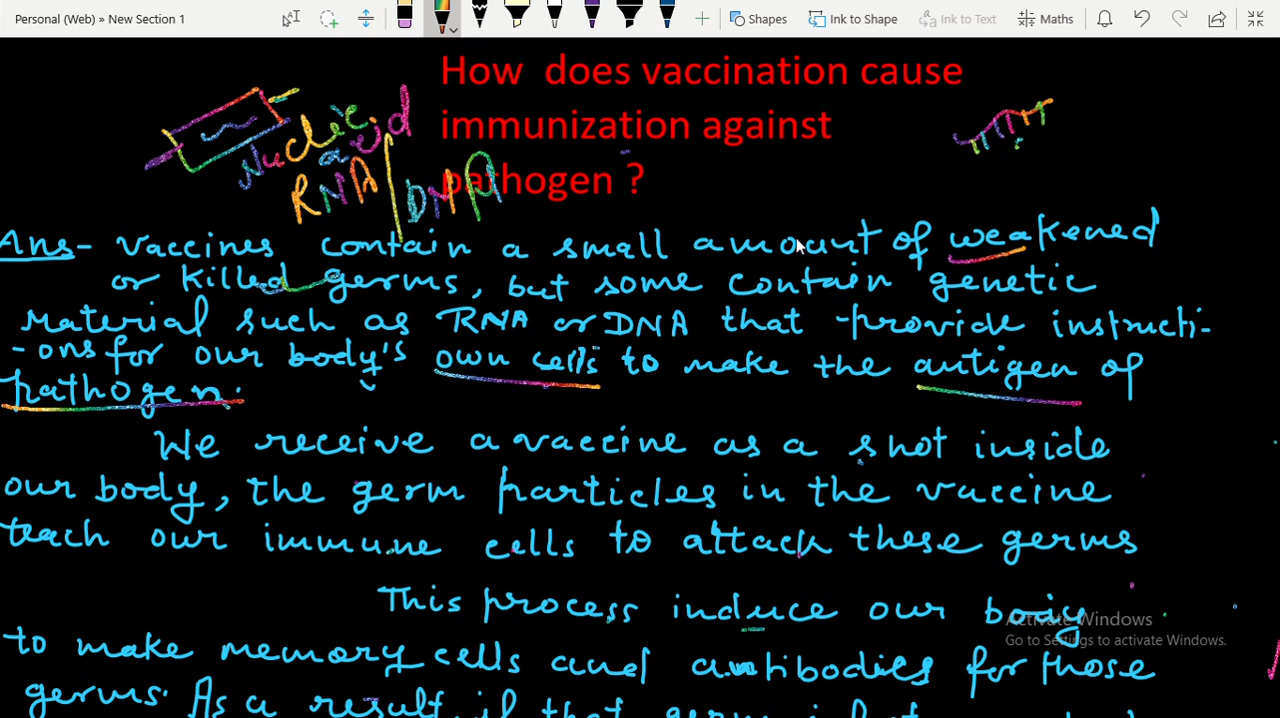 Personal (Web) » New Section 1
Shapes
Ink to Shape
Ink to Text
Maths
How does vaccination cause
immunization against
pathogen ?
Nucleic
acid
RNA/DNA
Ans- Vaccines contain a small amount of weakened
or killed germs, but some contain genetic
Material such as RNA or DNA that -provide instructi-
-ons for our body's own cells to make the antigen of
pathogen.
We receive a vaccine as a shot inside
our body, the germ particles in the vaccine
teach our immune cells to attack these germs
This process induce our body
to make memory cells and antibodies for those
germs. As a result if that germ
Activate Windows
Go to Settings to activate Windows.